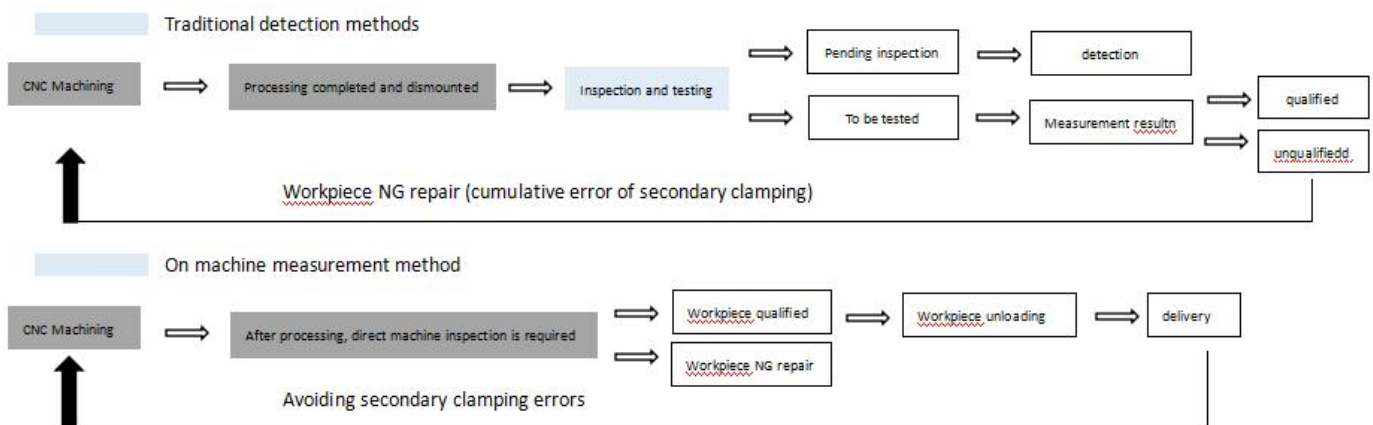 Traditional detection methods
CNC Machining
Processing completed and dismounted
Inspection and testing
Pending inspection
detection
To be tested
Measurement resultn
qualified
unqualifiedd
Workpiece NG repair (cumulative error of secondary clamping)
On machine measurement method
CNC Machining
After processing, direct machine inspection is required
Workpiece qualified
Workpiece unloading
delivery
Workpiece NG repair
Avoiding secondary clamping errors